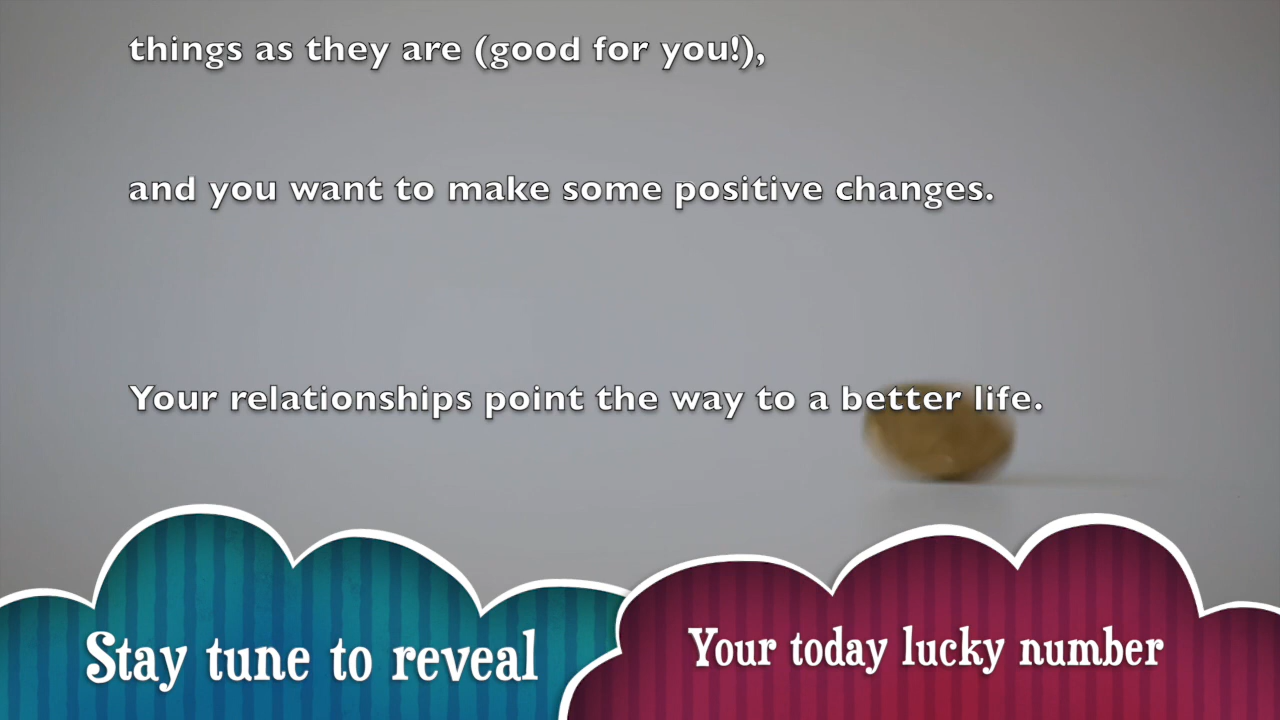 things as they are (good for you!),
and you want to make some positive changes.
Your relationships point the way to a better life.
Stay tune to reveal
Your today lucky number